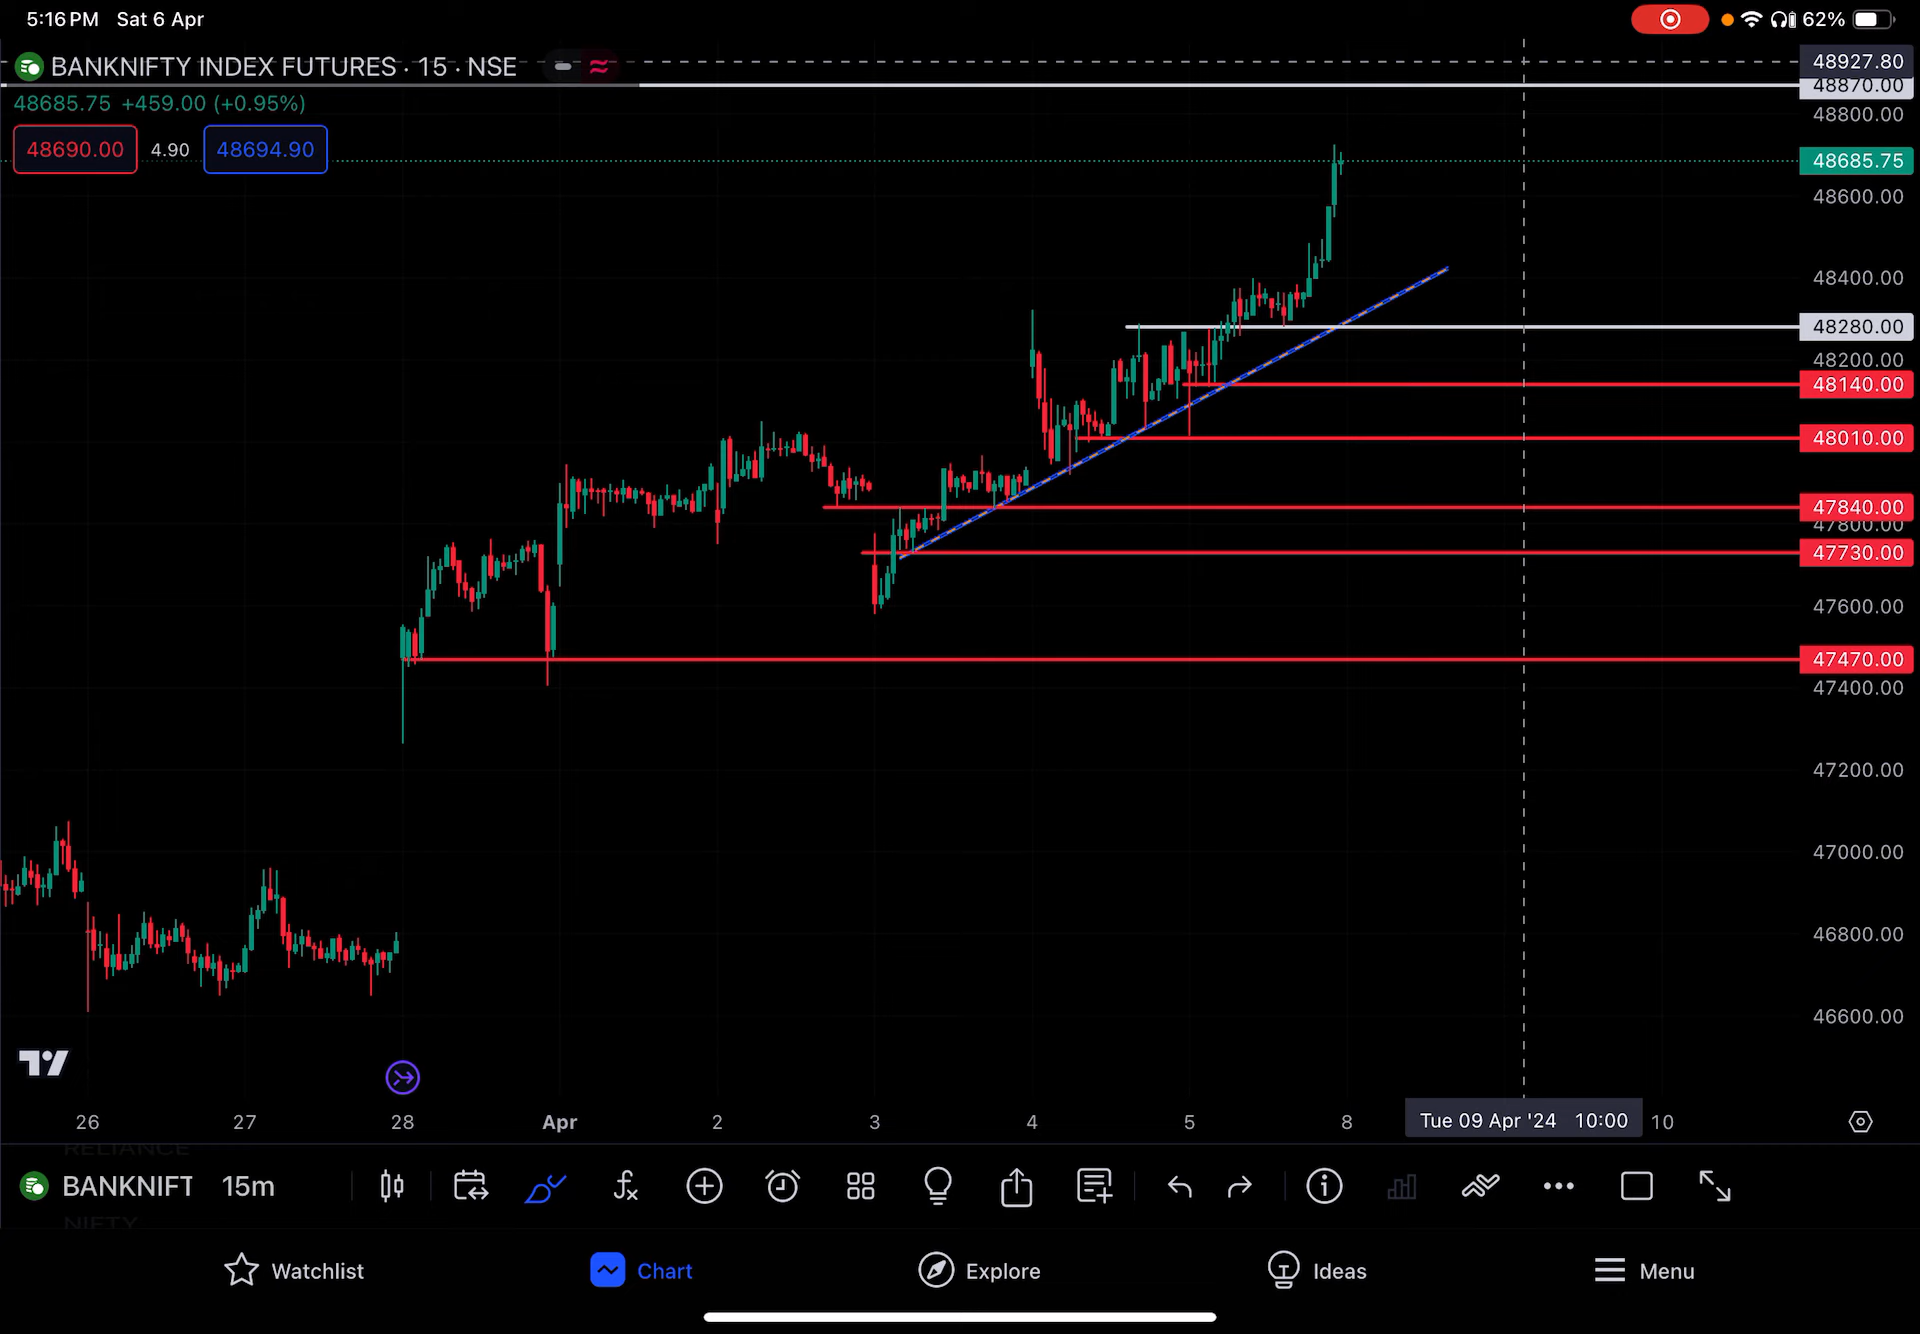 5:16 PM Sat 6 Apr
62%
BANKNIFTY INDEX FUTURES · 15 · NSE
48685.75 +459.00 (+0.95%)
48690.00 4.90 48694.90
48927.80
48870.00
48800.00
48685.75
48600.00
48400.00
48280.00
48200.00
48140.00
48010.00
47840.00
47800.00
47730.00
47600.00
47470.00
47400.00
47200.00
47000.00
46800.00
46600.00
26 27 28 Apr 2 3 4 5 8 Tue 09 Apr '24 10:00 10
RELIANCE
BANKNIFT 15m
NIFTY
Watchlist Chart Explore Ideas Menu